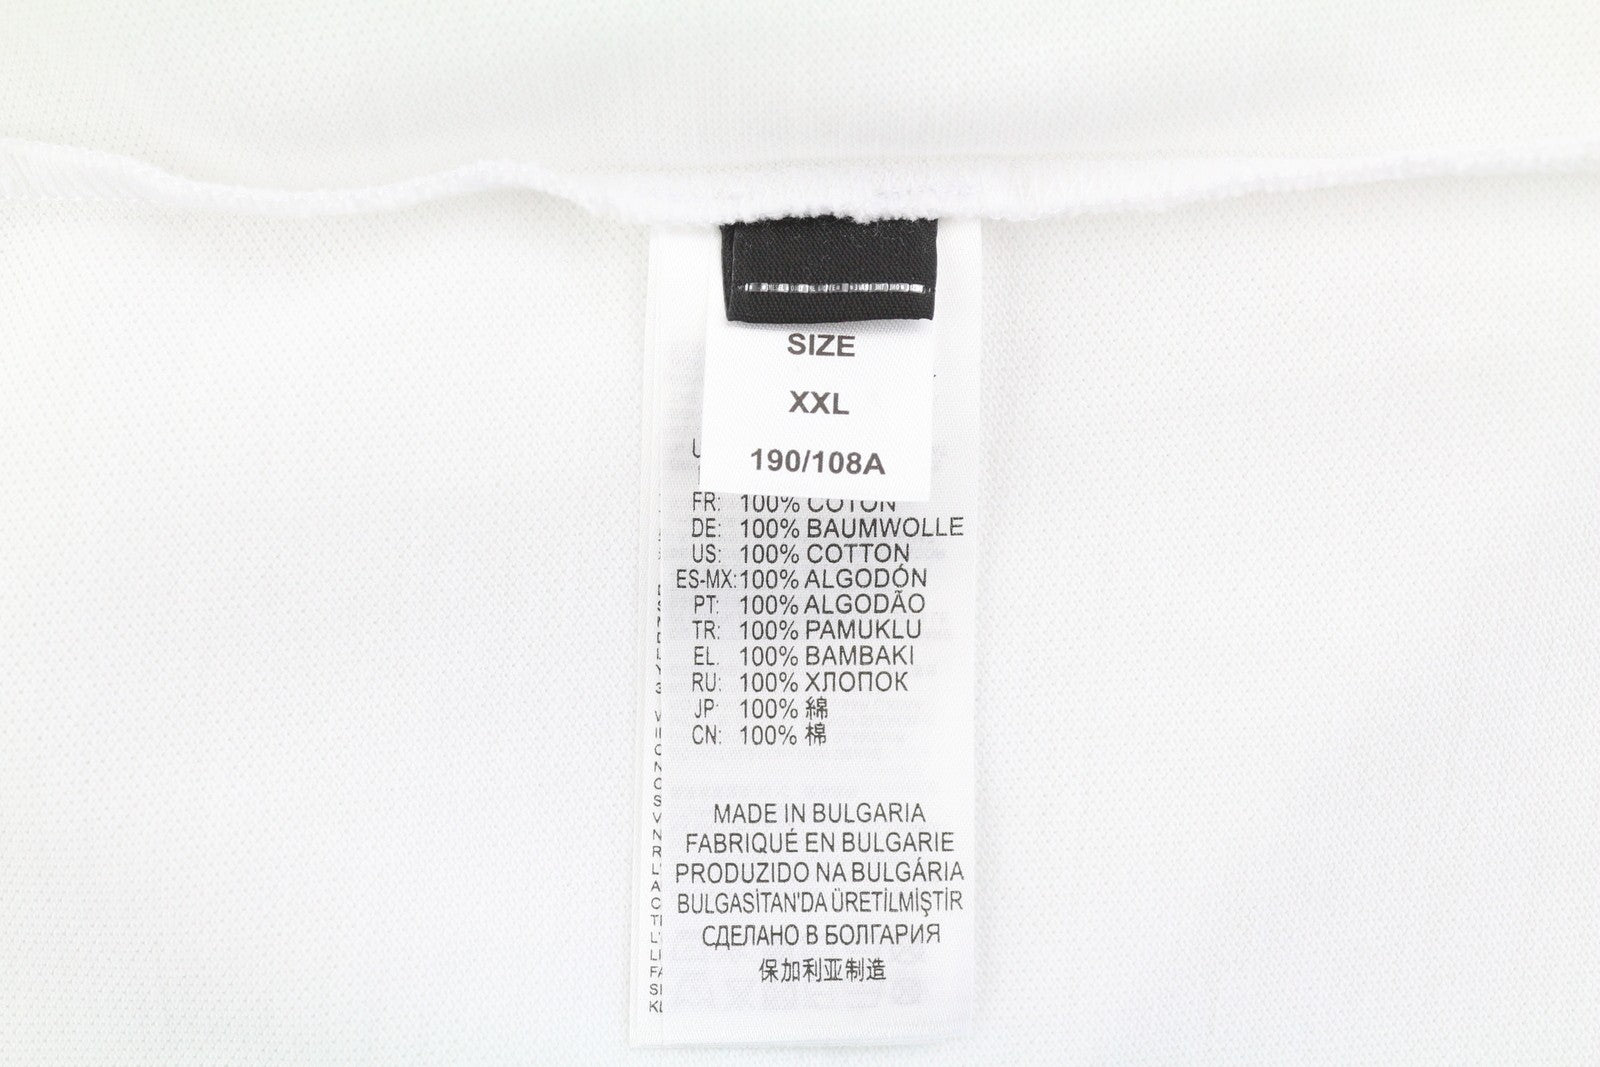 SIZE
XXL
190/108A
FR: 100% COTON
DE: 100% BAUMWOLLE
US: 100% COTTON
ES-MX: 100% ALGODÓN
PT: 100% ALGODÃO
TR: 100% PAMUKLU
EL. 100% BAMBAKI
RU: 100% ХЛОПОК
JP: 100% 綿
CN: 100% 棉
MADE IN BULGARIA
FABRIQUÉ EN BULGARIE
PRODUZIDO NA BULGÁRIA
BULGASİTAN'DA ÜRETİLMİŞTİR
СДЕЛАНО В БОЛГАРИЯ
保加利亚制造